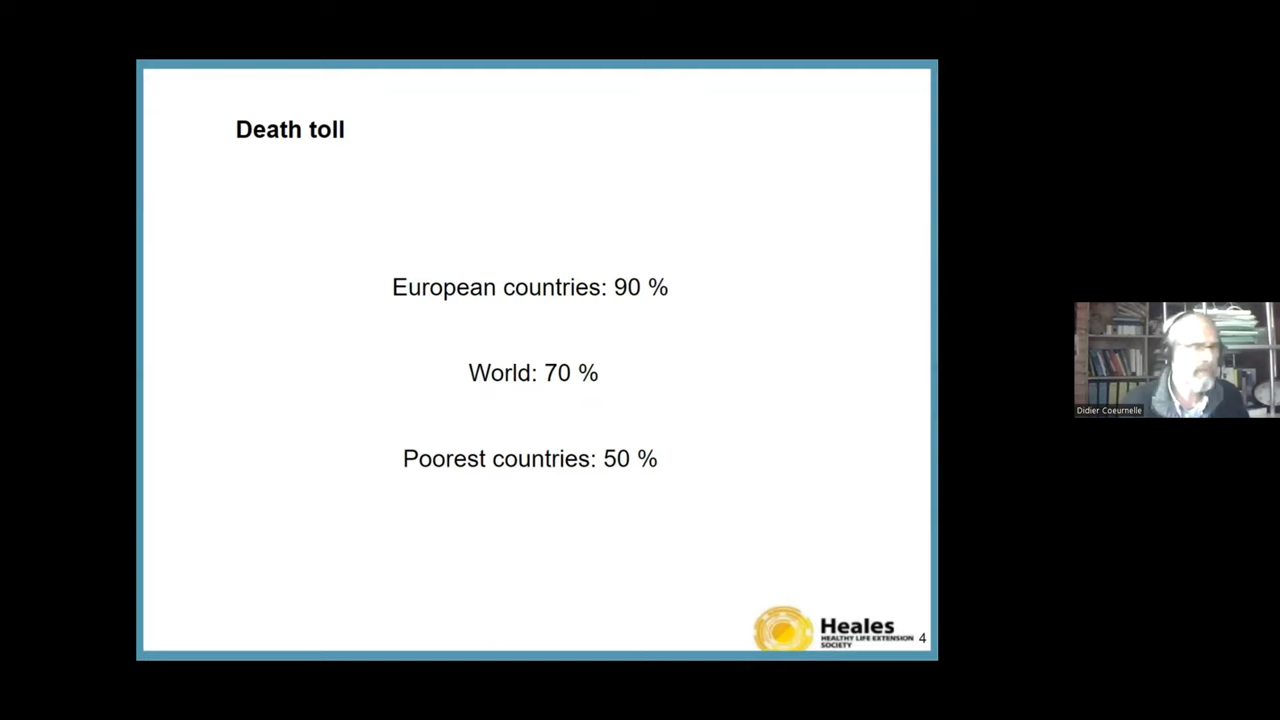 Death toll
European countries: 90 %
World: 70 %
Poorest countries: 50 %
Heales
HEALTHY LIFE EXTENSION
SOCIETY
4
Didier Coeurnelle